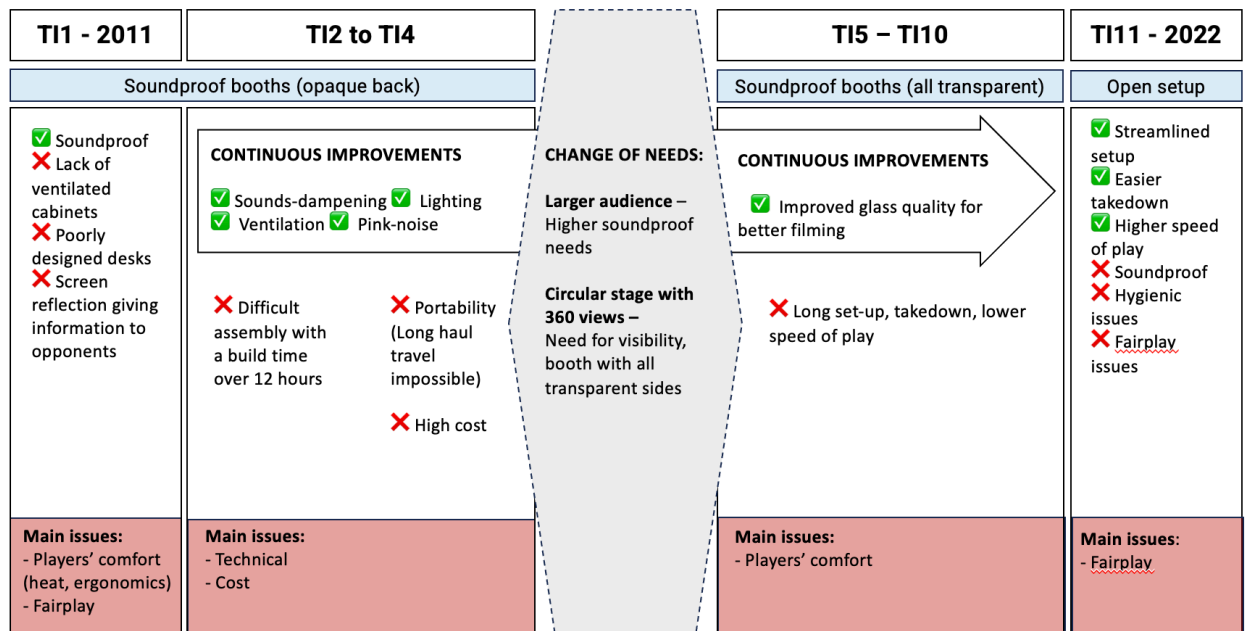 TI1 - 2011
TI2 to TI4
TI5 – TI10
TI11 - 2022
Soundproof booths (opaque back)
Soundproof booths (all transparent)
Open setup
✅ Soundproof
❌ Lack of
ventilated
cabinets
❌ Poorly
designed desks
❌ Screen
reflection giving
information to
opponents
CONTINUOUS IMPROVEMENTS
✅ Sounds-dampening ✅ Lighting
✅ Ventilation ✅ Pink-noise
❌ Difficult
assembly with
a build time
over 12 hours
❌ Portability
(Long haul
travel
impossible)
❌ High cost
CHANGE OF NEEDS:
Larger audience –
Higher soundproof
needs
Circular stage with
360 views –
Need for visibility,
booth with all
transparent sides
CONTINUOUS IMPROVEMENTS
✅ Improved glass quality for
better filming
❌ Long set-up, takedown, lower
speed of play
✅ Streamlined
setup
✅ Easier
takedown
✅ Higher speed
of play
❌ Soundproof
❌ Hygienic
issues
❌ Fairplay
issues
Main issues:
- Players’ comfort
(heat, ergonomics)
- Fairplay
Main issues:
- Technical
- Cost
Main issues:
- Players’ comfort
Main issues:
- Fairplay